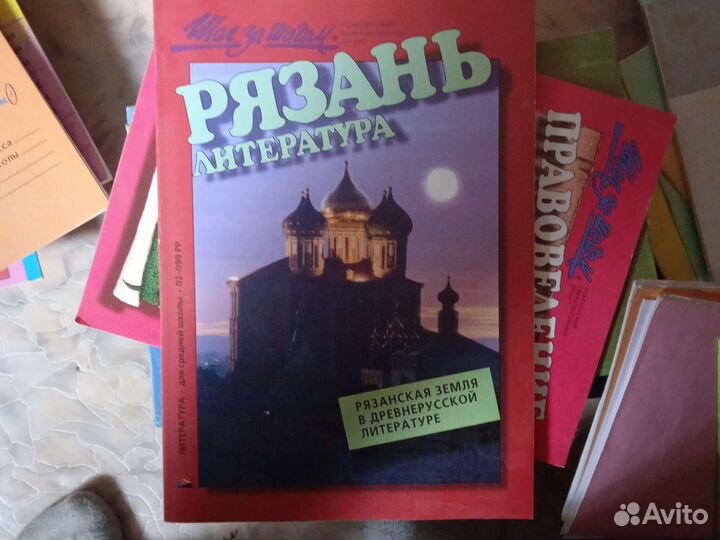 Шаг за шагом
РЯЗАНЬ
ЛИТЕРАТУРА
РЯЗАНСКАЯ ЗЕМЛЯ
В ДРЕВНЕРУССКОЙ
ЛИТЕРАТУРЕ
ЛИТЕРАТУРА · для средней школы · 02-099 РР
Шаг за шагом
ПРАВОВЕДЕНИЕ
Avito